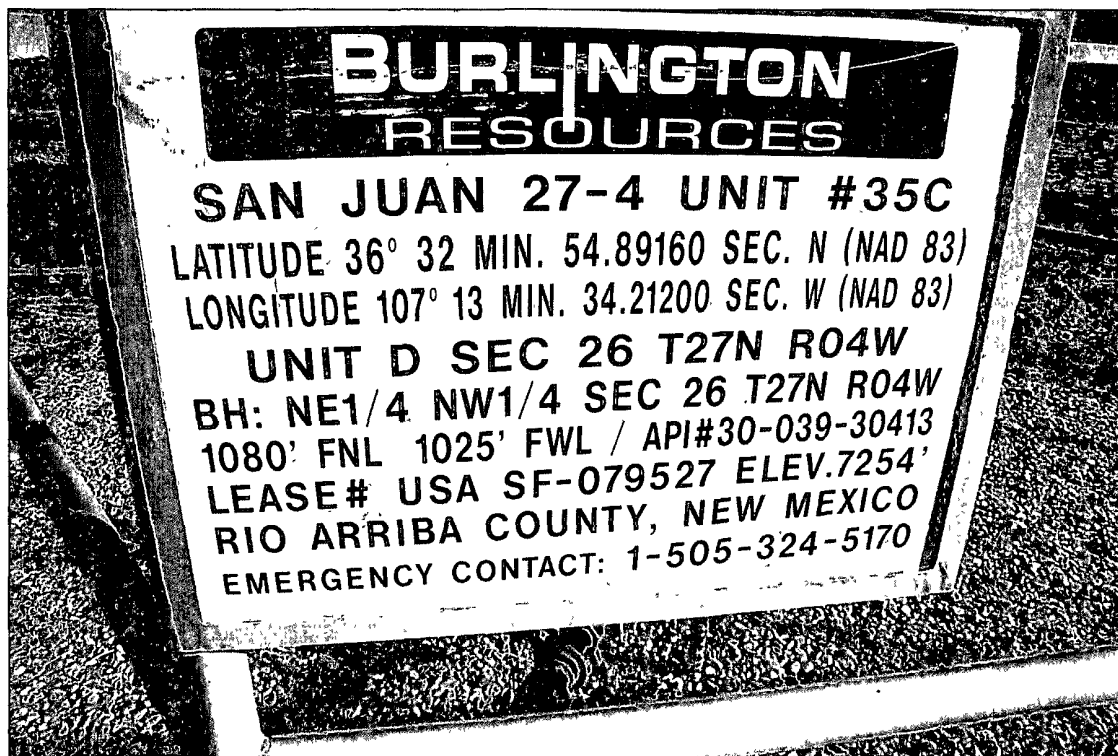 BURLINGTON
RESOURCES
SAN JUAN 27-4 UNIT #35C
LATITUDE 36° 32 MIN. 54.89160 SEC. N (NAD 83)
LONGITUDE 107° 13 MIN. 34.21200 SEC. W (NAD 83)
UNIT D SEC 26 T27N R04W
BH: NE1/4 NW1/4 SEC 26 T27N R04W
1080' FNL 1025' FWL / API#30-039-30413
LEASE# USA SF-079527 ELEV.7254'
RIO ARRIBA COUNTY, NEW MEXICO
EMERGENCY CONTACT: 1-505-324-5170